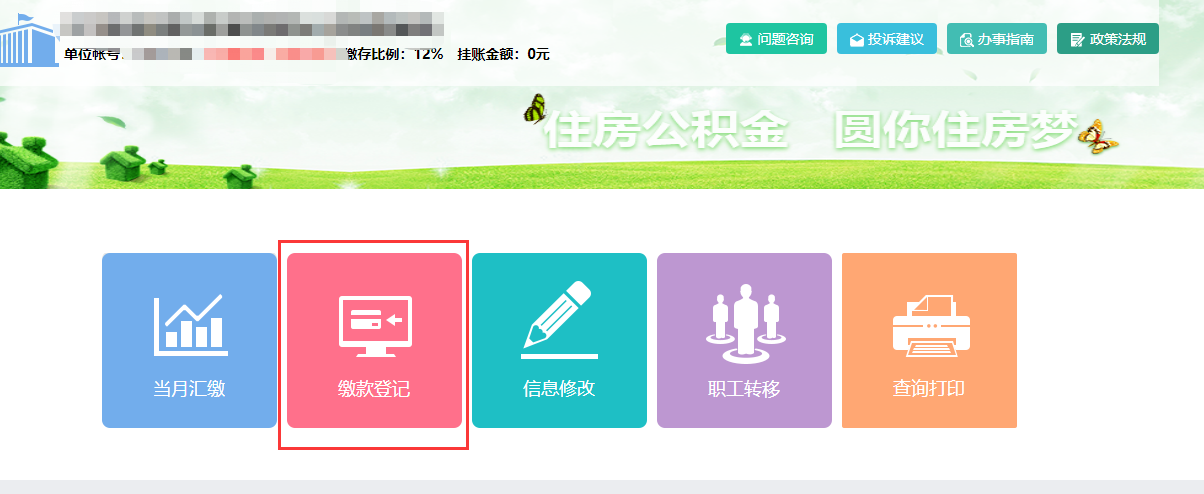 单位帐号: 缴存比例: 12% 挂账金额: 0元
问题咨询
投诉建议
办事指南
政策法规
住房公积金 圆你住房梦
当月汇缴
缴款登记
信息修改
职工转移
查询打印